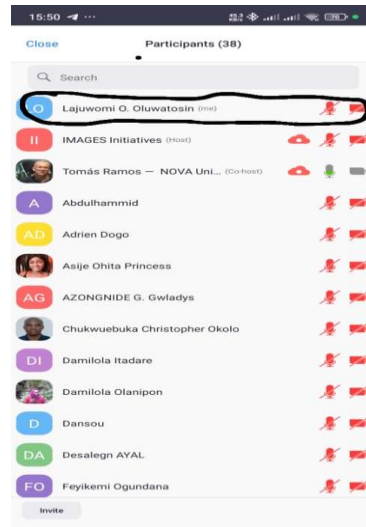 15:50
Close Participants (38)
Search
O Lajuwomi O. Oluwatosin (me)
II IMAGES Initiatives (Host)
Tomás Ramos — NOVA Uni... (Co-host)
A Abdulhammid
AD Adrien Dogo
Asije Ohita Princess
AG AZONGNIDE G. Gwladys
Chukwuebuka Christopher Okolo
DI Damilola Itadare
Damilola Olanipon
D Dansou
DA Desalegn AYAL
FO Feyikemi Ogundana
Invite